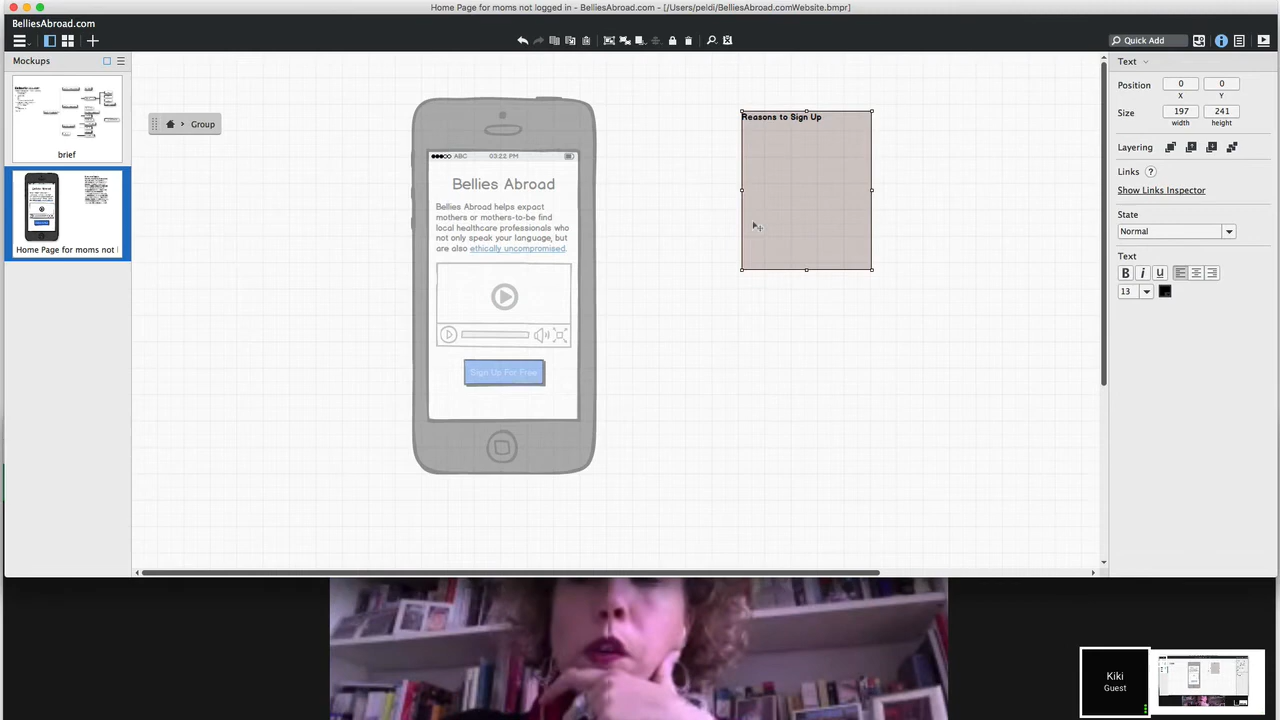 Home Page for moms not logged in - BelliesAbroad.com - [/Users/peldi/BelliesAbroad.comWebsite.bmpr]
BelliesAbroad.com
Quick Add
Mockups
brief
Home Page for moms not l
Group
ABC
03:22 PM
Bellies Abroad
Bellies Abroad helps expact
mothers or mothers-to-be find
local healthcare professionals who
not only speak your language, but
are also ethically uncompromised.
Sign Up For Free
Reasons to Sign Up
Text
Position
0
0
X
Y
Size
197
241
width
height
Layering
Links
?
Show Links Inspector
State
Normal
Text
B
i
U
13
Kiki
Guest